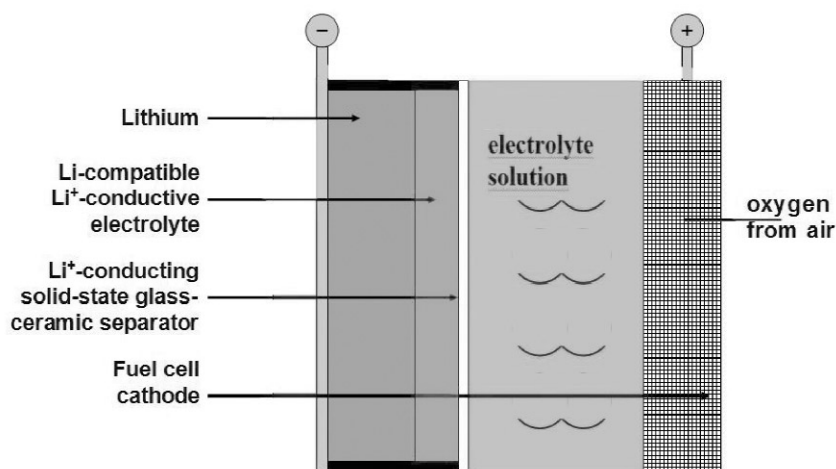 −
+
Lithium
Li-compatible
Li⁺-conductive
electrolyte
Li⁺-conducting
solid-state glass-
ceramic separator
Fuel cell
cathode
electrolyte
solution
oxygen
from air